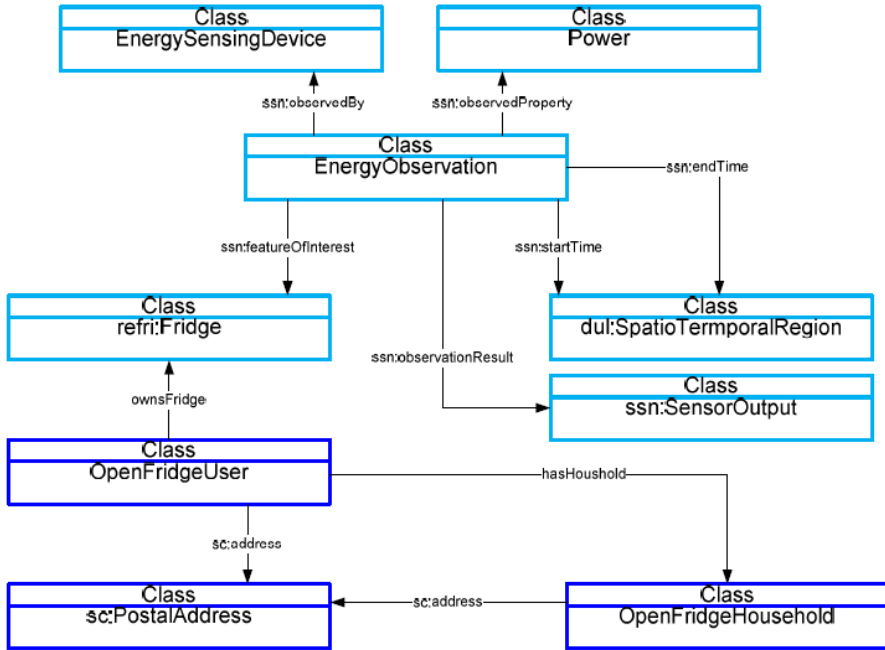 Class
EnergySensingDevice
Class
Power
ssn:observedBy
ssn:observedProperty
Class
EnergyObservation
ssn:endTime
ssn:featureOfInterest
ssn:startTime
Class
refri:Fridge
Class
dul:SpatioTermporalRegion
ssn:observationResult
Class
ssn:SensorOutput
ownsFridge
Class
OpenFridgeUser
hasHoushold
sc:address
Class
sc:PostalAddress
sc:address
Class
OpenFridgeHousehold